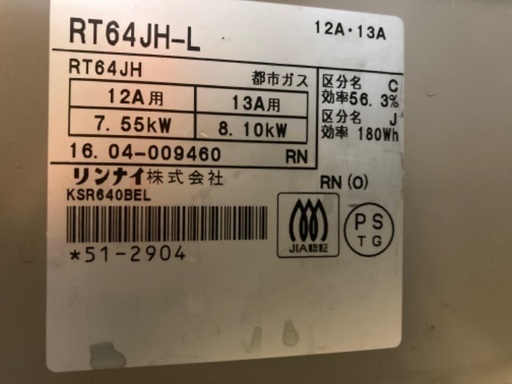 RT64JH-L 12A・13A
RT64JH 都市ガス
12A用 13A用
7.55kW 8.10kW
区分名 C
効率56.3%
区分名 J
効率 180Wh
16.04-009460 RN
リンナイ株式会社 RN (O)
KSR640BEL
JIA認証
PS
TG
*51-2904